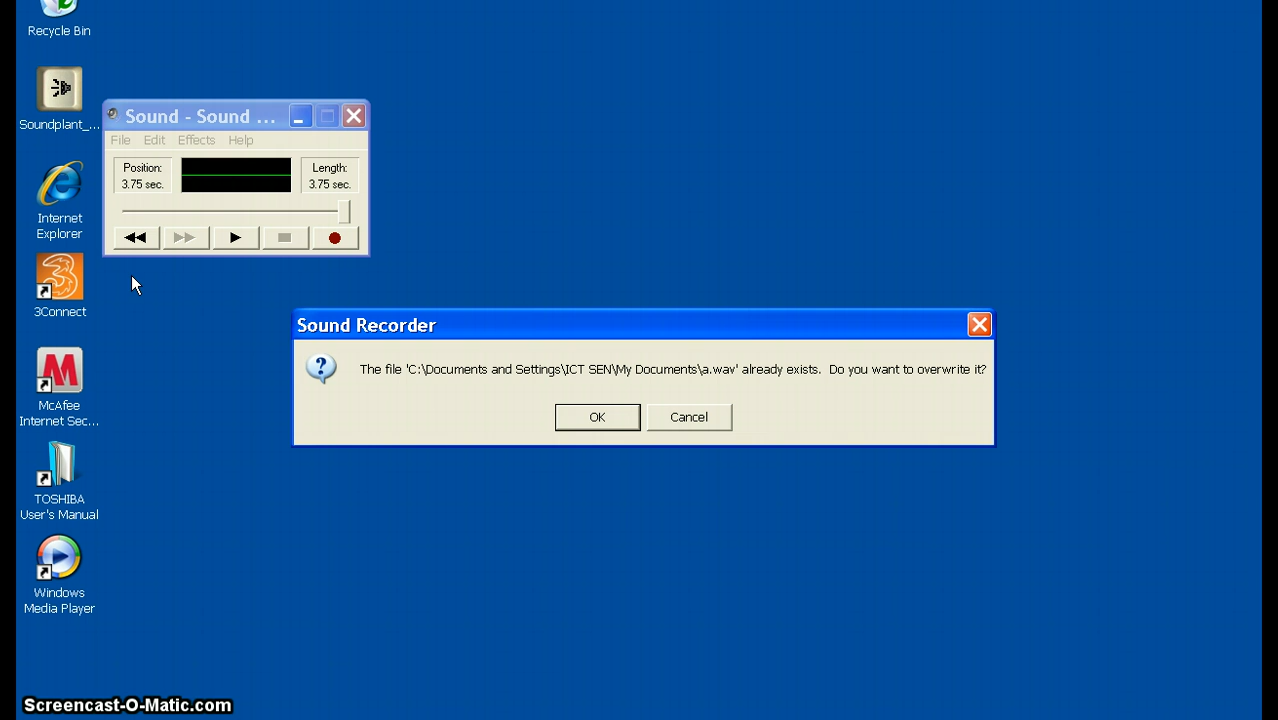 Recycle Bin
Soundplant_...
Internet
Explorer
3Connect
McAfee
Internet Sec...
TOSHIBA
User's Manual
Windows
Media Player
Sound - Sound ...
File Edit Effects Help
Position:
3.75 sec.
Length:
3.75 sec.
Sound Recorder
The file 'C:\Documents and Settings\ICT SEN\My Documents\a.wav' already exists. Do you want to overwrite it?
OK Cancel
Screencast-O-Matic.com